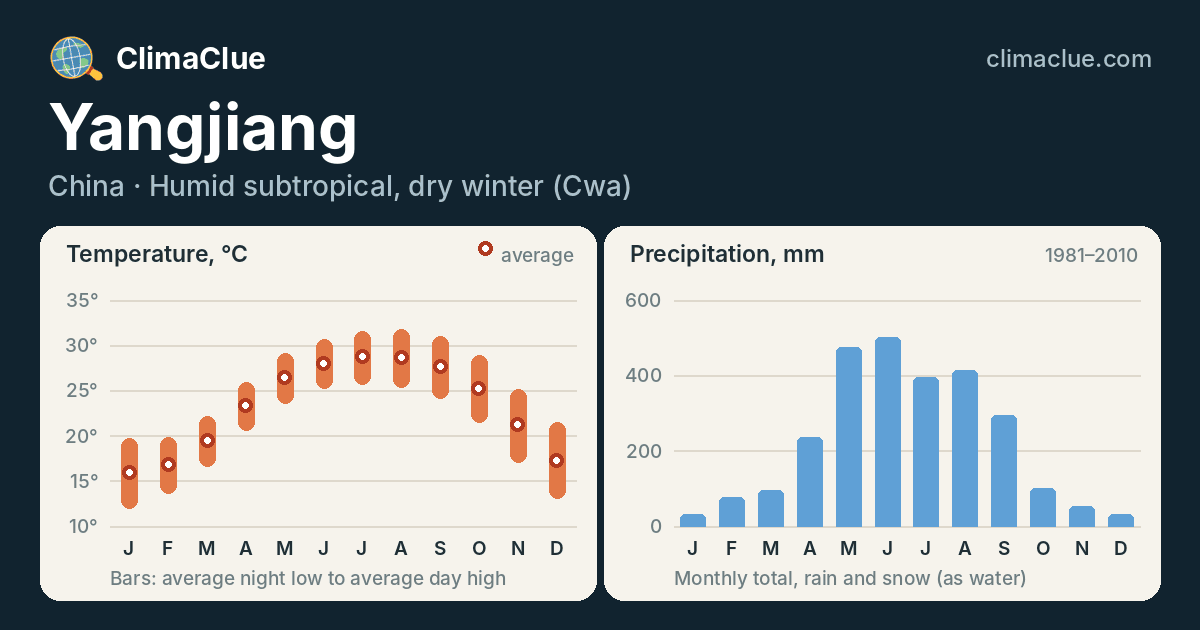 ClimaClue
climaclue.com
Yangjiang
China · Humid subtropical, dry winter (Cwa)
Temperature, °C
average
35°
30°
25°
20°
15°
10°
J F M A M J J A S O N D
Bars: average night low to average day high
Precipitation, mm
1981–2010
600
400
200
0
J F M A M J J A S O N D
Monthly total, rain and snow (as water)